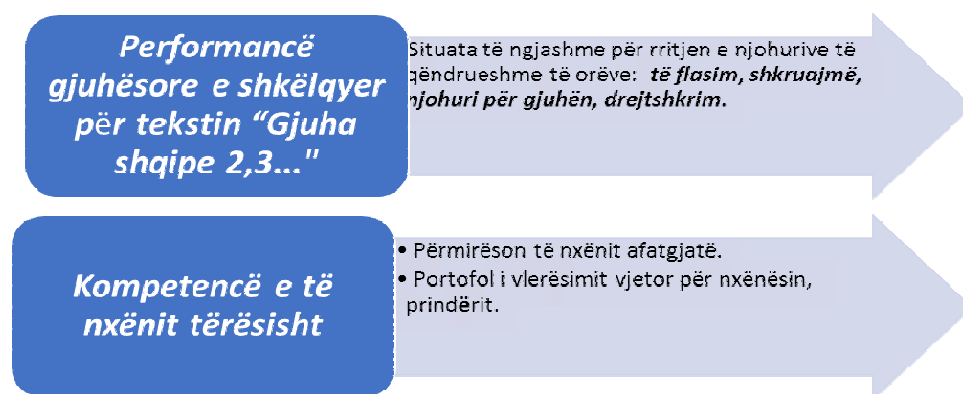 Performancë
gjuhësore e shkëlqyer
për tekstin “Gjuha
shqipe 2,3..."
Situata të ngjashme për rritjen e njohurive të
qëndrueshme të orëve: të flasim, shkruajmë,
njohuri për gjuhën, drejtshkrim.
Kompetencë e të
nxënit tërësisht
• Përmirëson të nxënit afatgjatë.
• Portofol i vlerësimit vjetor për nxënësin,
prindërit.